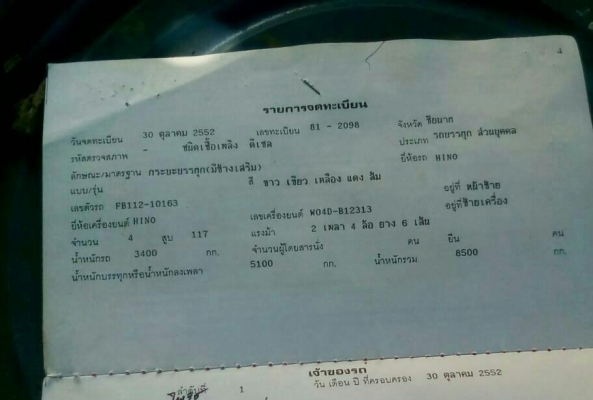 4
รายการจดทะเบียน
วันจดทะเบียน 30 ตุลาคม 2552 เลขทะเบียน 81 - 2098 จังหวัด ชัยนาท
รหัสตรวจสภาพ - ชนิดเชื้อเพลิง ดีเซล ประเภท รถบรรทุก ส่วนบุคคล
ลักษณะ/มาตรฐาน กระบะบรรทุก(มีข้างเสริม) ยี่ห้อรถ HINO
แบบ/รุ่น สี ขาว เขียว เหลือง แดง ส้ม
เลขตัวรถ FB112-10163 อยู่ที่ หน้าซ้าย
ยี่ห้อเครื่องยนต์ HINO เลขเครื่องยนต์ W04D-B12313 อยู่ที่ ซ้ายเครื่อง
จำนวน 4 สูบ 117 แรงม้า 2 เพลา 4 ล้อ ยาง 6 เส้น
น้ำหนักรถ 3400 กก. จำนวนผู้โดยสารนั่ง คน ยืน คน
น้ำหนักบรรทุกหรือน้ำหนักลงเพลา 5100 กก. น้ำหนักรวม 8500 กก.
เจ้าของรถ
ลำดับที่ 1 วัน เดือน ปี ที่ครอบครอง 30 ตุลาคม 2552